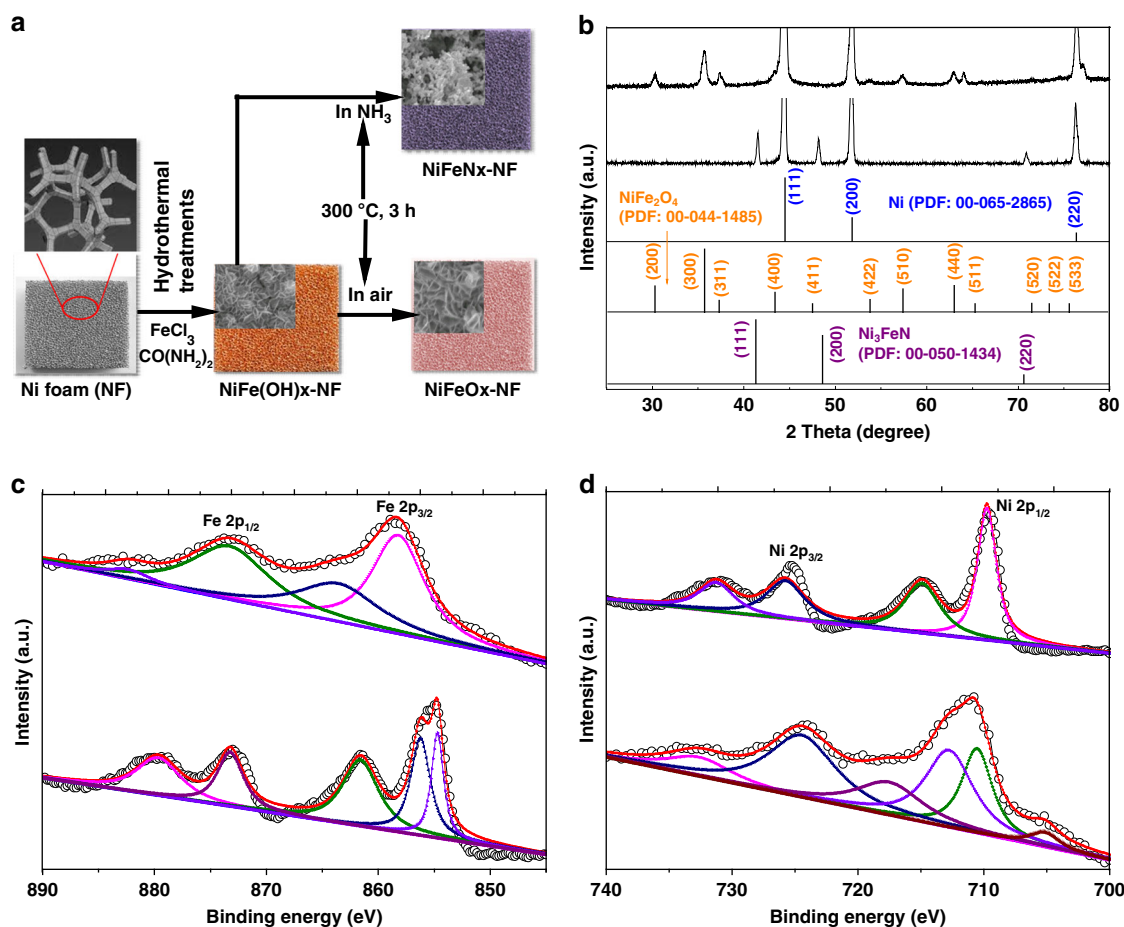 a
In NH3
NiFeNx-NF
Hydrothermal
treatments
300 °C, 3 h
In air
FeCl3
CO(NH2)2
Ni foam (NF)
NiFe(OH)x-NF
NiFeOx-NF
b
Intensity (a.u.)
NiFe2O4
(PDF: 00-044-1485)
(111)
(200)
Ni (PDF: 00-065-2865)
(220)
(200)
(300)
(311)
(400)
(411)
(422)
(510)
(440)
(511)
(520)
(522)
(533)
(111)
(200)
Ni3FeN
(PDF: 00-050-1434)
(220)
30 40 50 60 70 80
2 Theta (degree)
c
Fe 2p1/2
Fe 2p3/2
Intensity (a.u.)
890 880 870 860 850
Binding energy (eV)
d
Ni 2p1/2
Ni 2p3/2
Intensity (a.u.)
740 730 720 710 700
Binding energy (eV)